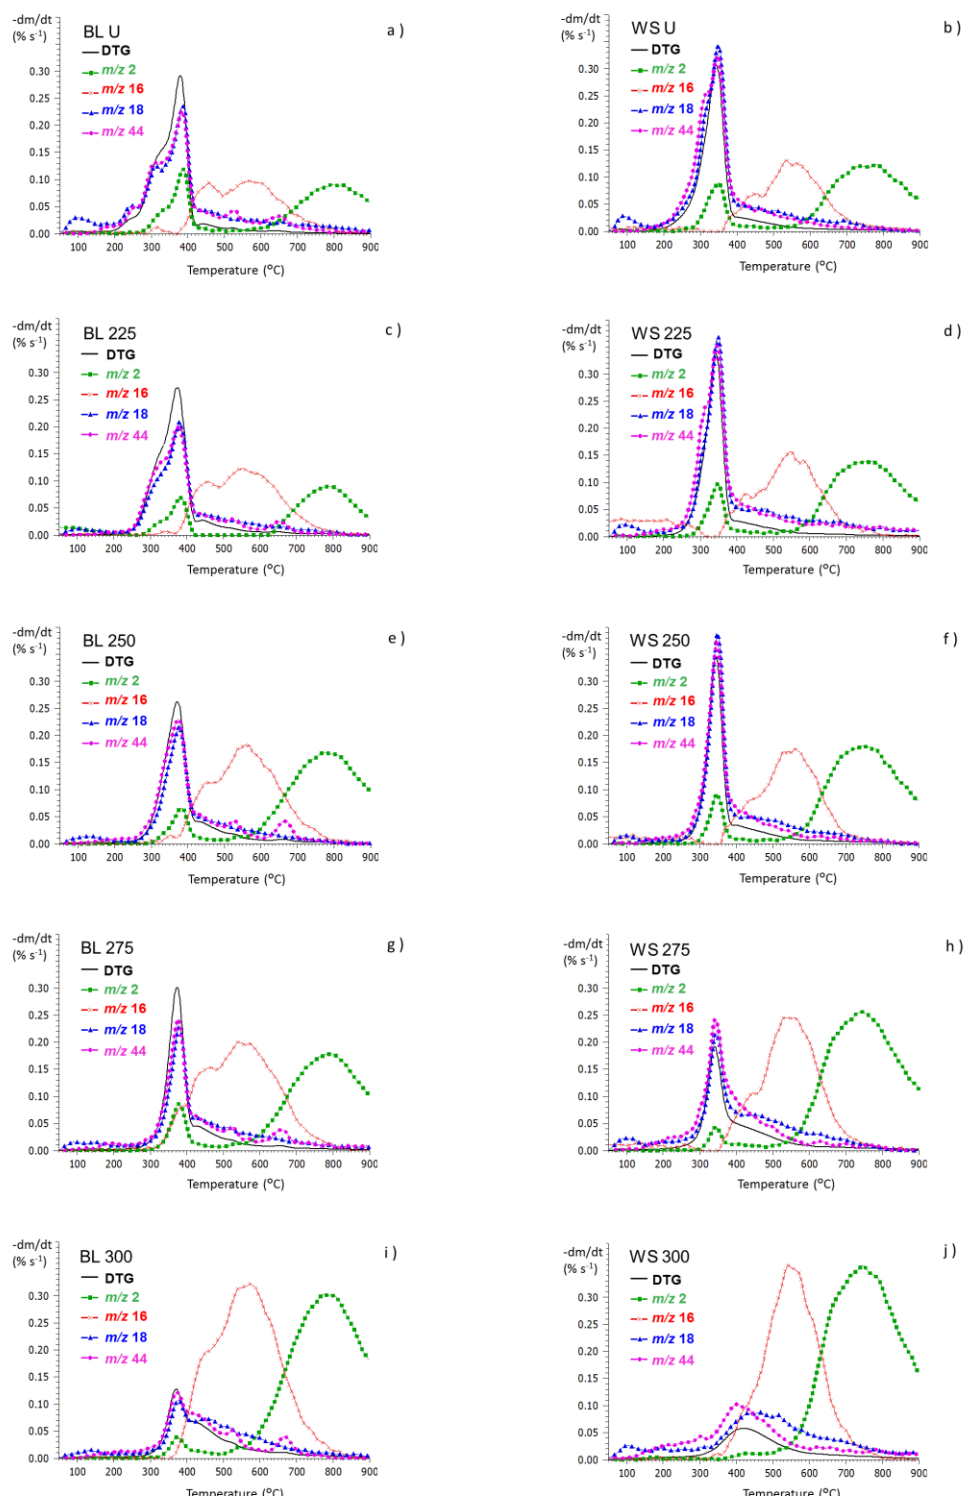 -dm/dt
(% s⁻¹)
BL U
a )
DTG
m/z 2
m/z 16
m/z 18
m/z 44
0.30
0.25
0.20
0.15
0.10
0.05
0.00
100 200 300 400 500 600 700 800 900
Temperature (°C)
-dm/dt
(% s⁻¹)
WS U
b )
DTG
m/z 2
m/z 16
m/z 18
m/z 44
0.30
0.25
0.20
0.15
0.10
0.05
0.00
100 200 300 400 500 600 700 800 900
Temperature (°C)
-dm/dt
(% s⁻¹)
BL 225
c )
DTG
m/z 2
m/z 16
m/z 18
m/z 44
0.30
0.25
0.20
0.15
0.10
0.05
0.00
100 200 300 400 500 600 700 800 900
Temperature (°C)
-dm/dt
(% s⁻¹)
WS 225
d )
DTG
m/z 2
m/z 16
m/z 18
m/z 44
0.30
0.25
0.20
0.15
0.10
0.05
0.00
100 200 300 400 500 600 700 800 900
Temperature (°C)
-dm/dt
(% s⁻¹)
BL 250
e )
DTG
m/z 2
m/z 16
m/z 18
m/z 44
0.30
0.25
0.20
0.15
0.10
0.05
0.00
100 200 300 400 500 600 700 800 900
Temperature (°C)
-dm/dt
(% s⁻¹)
WS 250
f )
DTG
m/z 2
m/z 16
m/z 18
m/z 44
0.30
0.25
0.20
0.15
0.10
0.05
0.00
100 200 300 400 500 600 700 800 900
Temperature (°C)
-dm/dt
(% s⁻¹)
BL 275
g )
DTG
m/z 2
m/z 16
m/z 18
m/z 44
0.30
0.25
0.20
0.15
0.10
0.05
0.00
100 200 300 400 500 600 700 800 900
Temperature (°C)
-dm/dt
(% s⁻¹)
WS 275
h )
DTG
m/z 2
m/z 16
m/z 18
m/z 44
0.30
0.25
0.20
0.15
0.10
0.05
0.00
100 200 300 400 500 600 700 800 900
Temperature (°C)
-dm/dt
(% s⁻¹)
BL 300
i )
DTG
m/z 2
m/z 16
m/z 18
m/z 44
0.30
0.25
0.20
0.15
0.10
0.05
0.00
100 200 300 400 500 600 700 800 900
Temperature (°C)
-dm/dt
(% s⁻¹)
WS 300
j )
DTG
m/z 2
m/z 16
m/z 18
m/z 44
0.30
0.25
0.20
0.15
0.10
0.05
0.00
100 200 300 400 500 600 700 800 900
Temperature (°C)